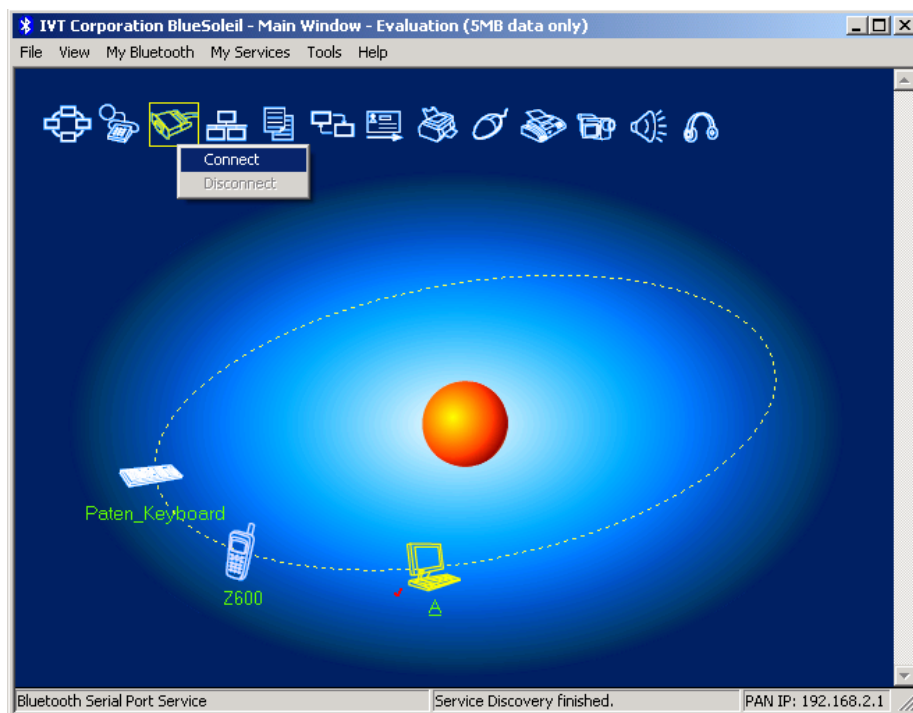 IVT Corporation BlueSoleil - Main Window - Evaluation (5MB data only)
File View My Bluetooth My Services Tools Help
Connect
Disconnect
Paten_Keyboard
Z600
A
Bluetooth Serial Port Service Service Discovery finished. PAN IP: 192.168.2.1